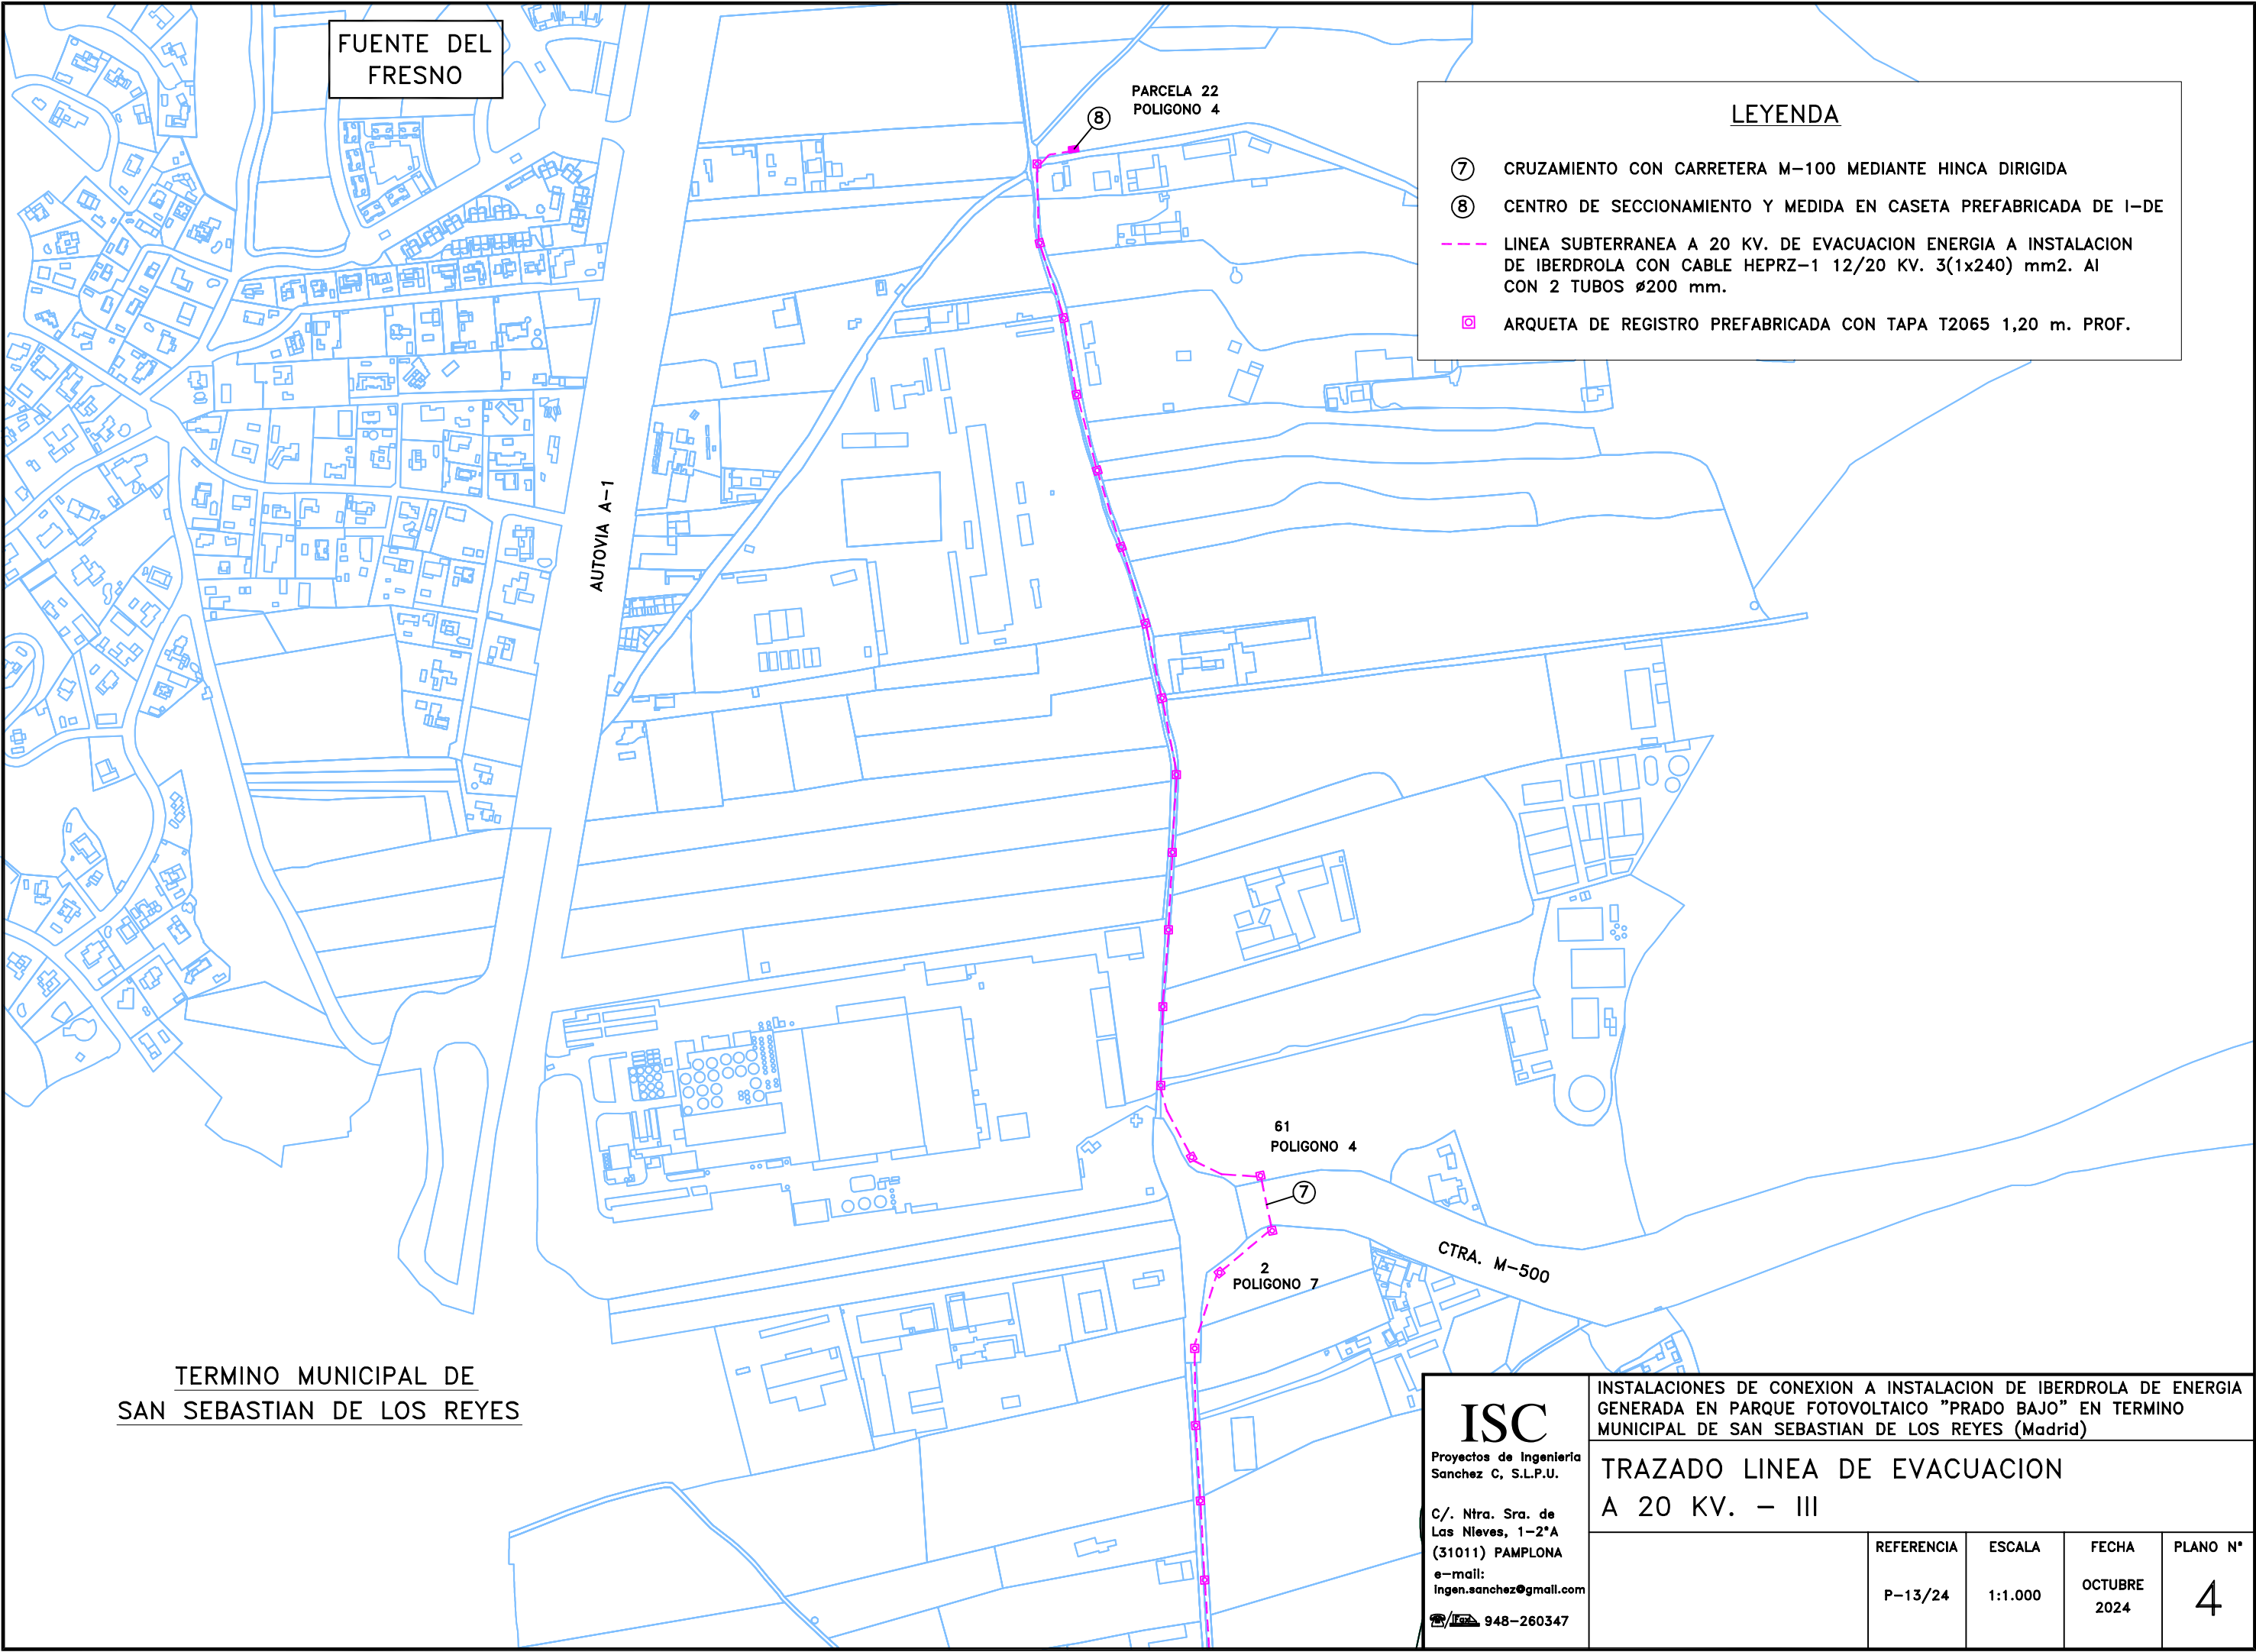 FUENTE DEL
FRESNO
PARCELA 22
POLIGONO 4
8
LEYENDA
7 CRUZAMIENTO CON CARRETERA M-100 MEDIANTE HINCA DIRIGIDA
8 CENTRO DE SECCIONAMIENTO Y MEDIDA EN CASETA PREFABRICADA DE I-DE
LINEA SUBTERRANEA A 20 KV. DE EVACUACION ENERGIA A INSTALACION
DE IBERDROLA CON CABLE HEPRZ-1 12/20 KV. 3(1x240) mm2. Al
CON 2 TUBOS ø200 mm.
ARQUETA DE REGISTRO PREFABRICADA CON TAPA T2065 1,20 m. PROF.
AUTOVIA A-1
61
POLIGONO 4
7
CTRA. M-500
2
POLIGONO 7
TERMINO MUNICIPAL DE
SAN SEBASTIAN DE LOS REYES
ISC
Proyectos de Ingenieria
Sanchez C, S.L.P.U.
C/. Ntra. Sra. de
Las Nieves, 1-2°A
(31011) PAMPLONA
e-mail:
ingen.sanchez@gmail.com
☎/Fax 948-260347
INSTALACIONES DE CONEXION A INSTALACION DE IBERDROLA DE ENERGIA
GENERADA EN PARQUE FOTOVOLTAICO "PRADO BAJO" EN TERMINO
MUNICIPAL DE SAN SEBASTIAN DE LOS REYES (Madrid)
TRAZADO LINEA DE EVACUACION
A 20 KV. - III
REFERENCIA
P-13/24
ESCALA
1:1.000
FECHA
OCTUBRE
2024
PLANO N°
4